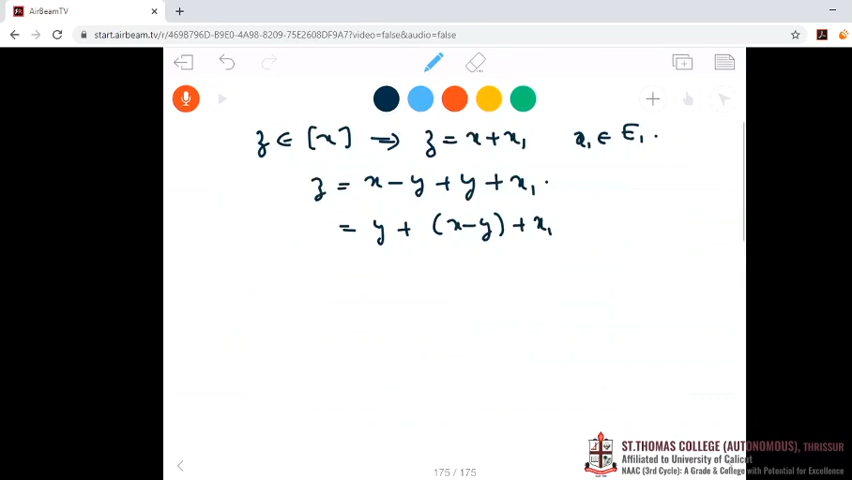 AirBeamTV
start.airbeam.tv/r/4698796D-B9E0-4A98-8209-75E2608DF9A7?video=false&audio=false
z ∈ [x] ⟹ z = x + x₁   x₁ ∈ E₁.
z = x − y + y + x₁.
= y + (x−y) + x₁
175 / 175
ST.THOMAS COLLEGE (AUTONOMOUS), THRISSUR
Affiliated to University of Calicut
NAAC (3rd Cycle): A Grade & College with Potential for Excellence